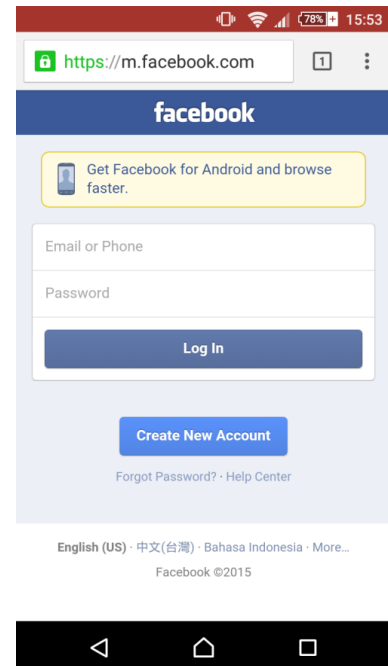 78% 15:53
https://m.facebook.com 1
facebook
Get Facebook for Android and browse
faster.
Email or Phone
Password
Log In
Create New Account
Forgot Password? · Help Center
English (US) · 中文(台灣) · Bahasa Indonesia · More...
Facebook ©2015